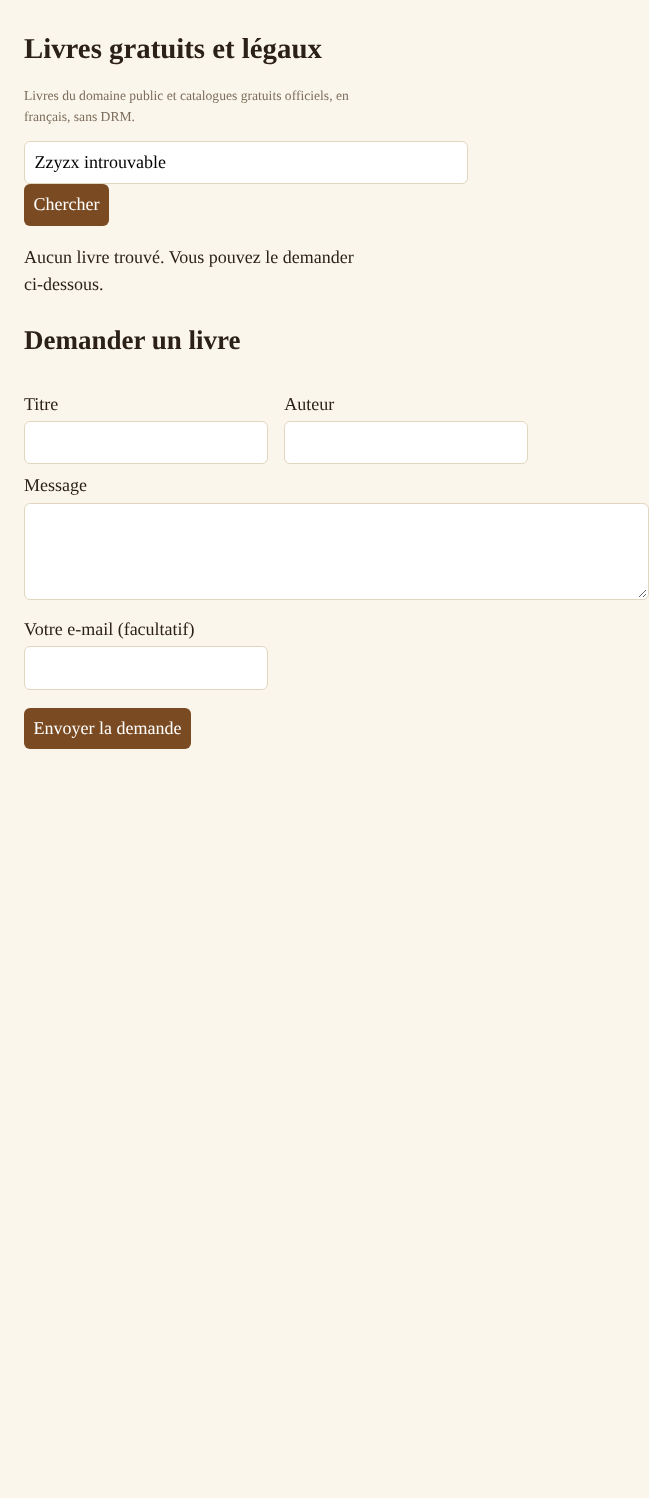 Livres gratuits et légaux
Livres du domaine public et catalogues gratuits officiels, en
français, sans DRM.
Zzyzx introuvable
Chercher
Aucun livre trouvé. Vous pouvez le demander
ci-dessous.
Demander un livre
Titre
Auteur
Message
Votre e-mail (facultatif)
Envoyer la demande